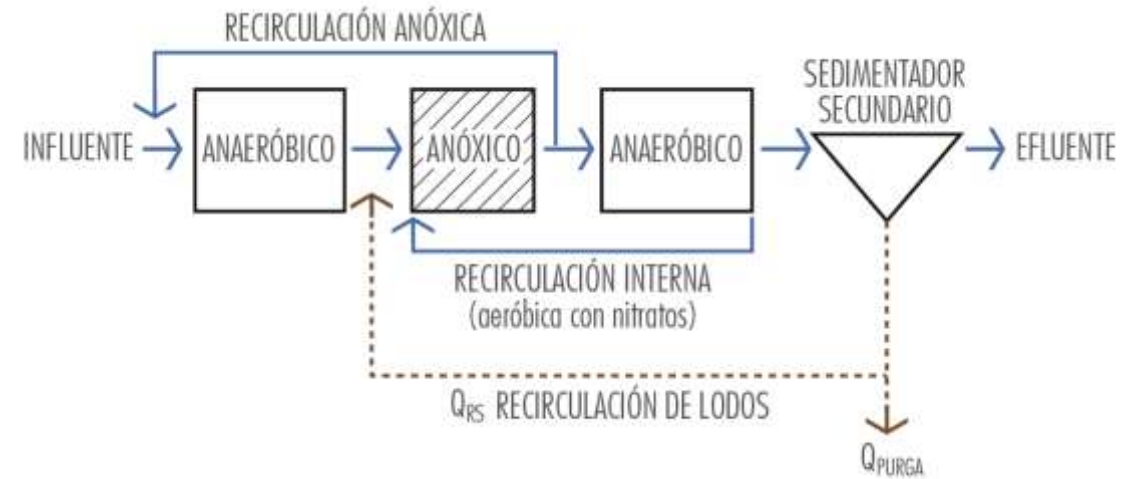 RECIRCULACIÓN ANÓXICA
SEDIMENTADOR
SECUNDARIO
INFLUENTE
ANAERÓBICO
ANÓXICO
ANAERÓBICO
EFLUENTE
RECIRCULACIÓN INTERNA
(aeróbica con nitratos)
QRS RECIRCULACIÓN DE LODOS
QPURGA